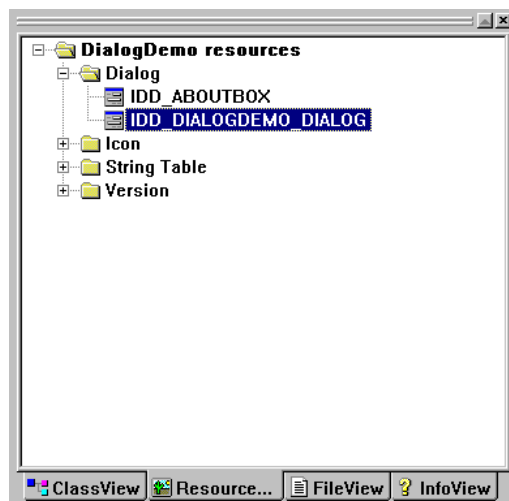 DialogDemo resources
Dialog
IDD_ABOUTBOX
IDD_DIALOGDEMO_DIALOG
Icon
String Table
Version
ClassView Resource... FileView InfoView